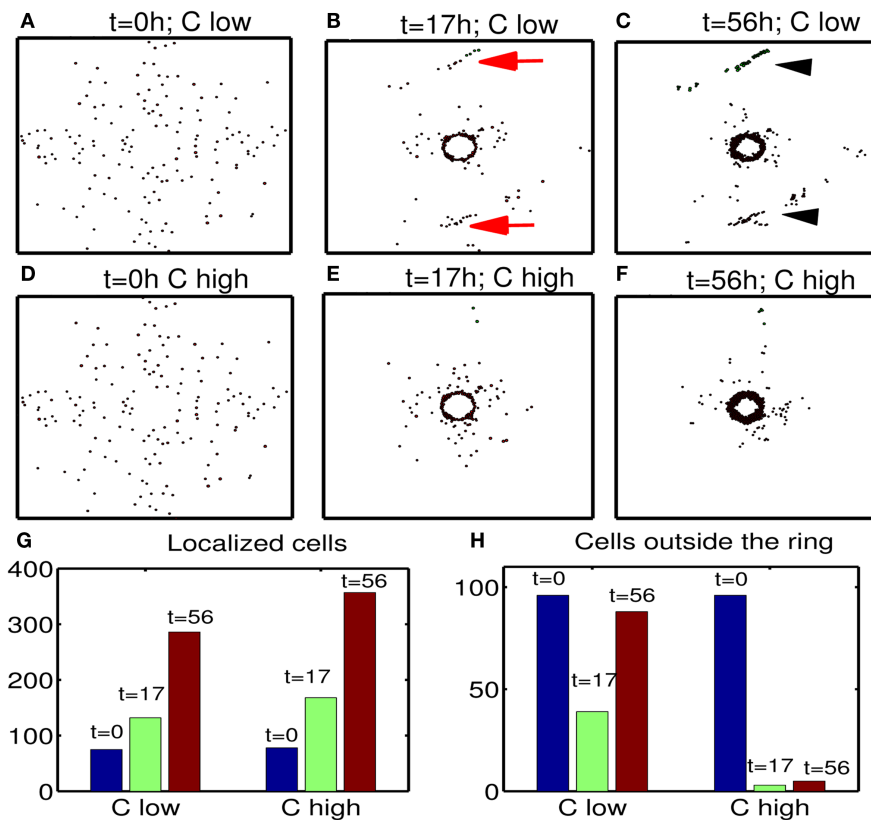 A t=0h; C low
B t=17h; C low
C t=56h; C low
D t=0h C high
E t=17h; C high
F t=56h; C high
G Localized cells
400
300
200
100
0
t=0
t=17
t=56
t=0
t=17
t=56
C low
C high
H Cells outside the ring
100
50
0
t=0
t=17
t=56
t=0
t=17
t=56
C low
C high